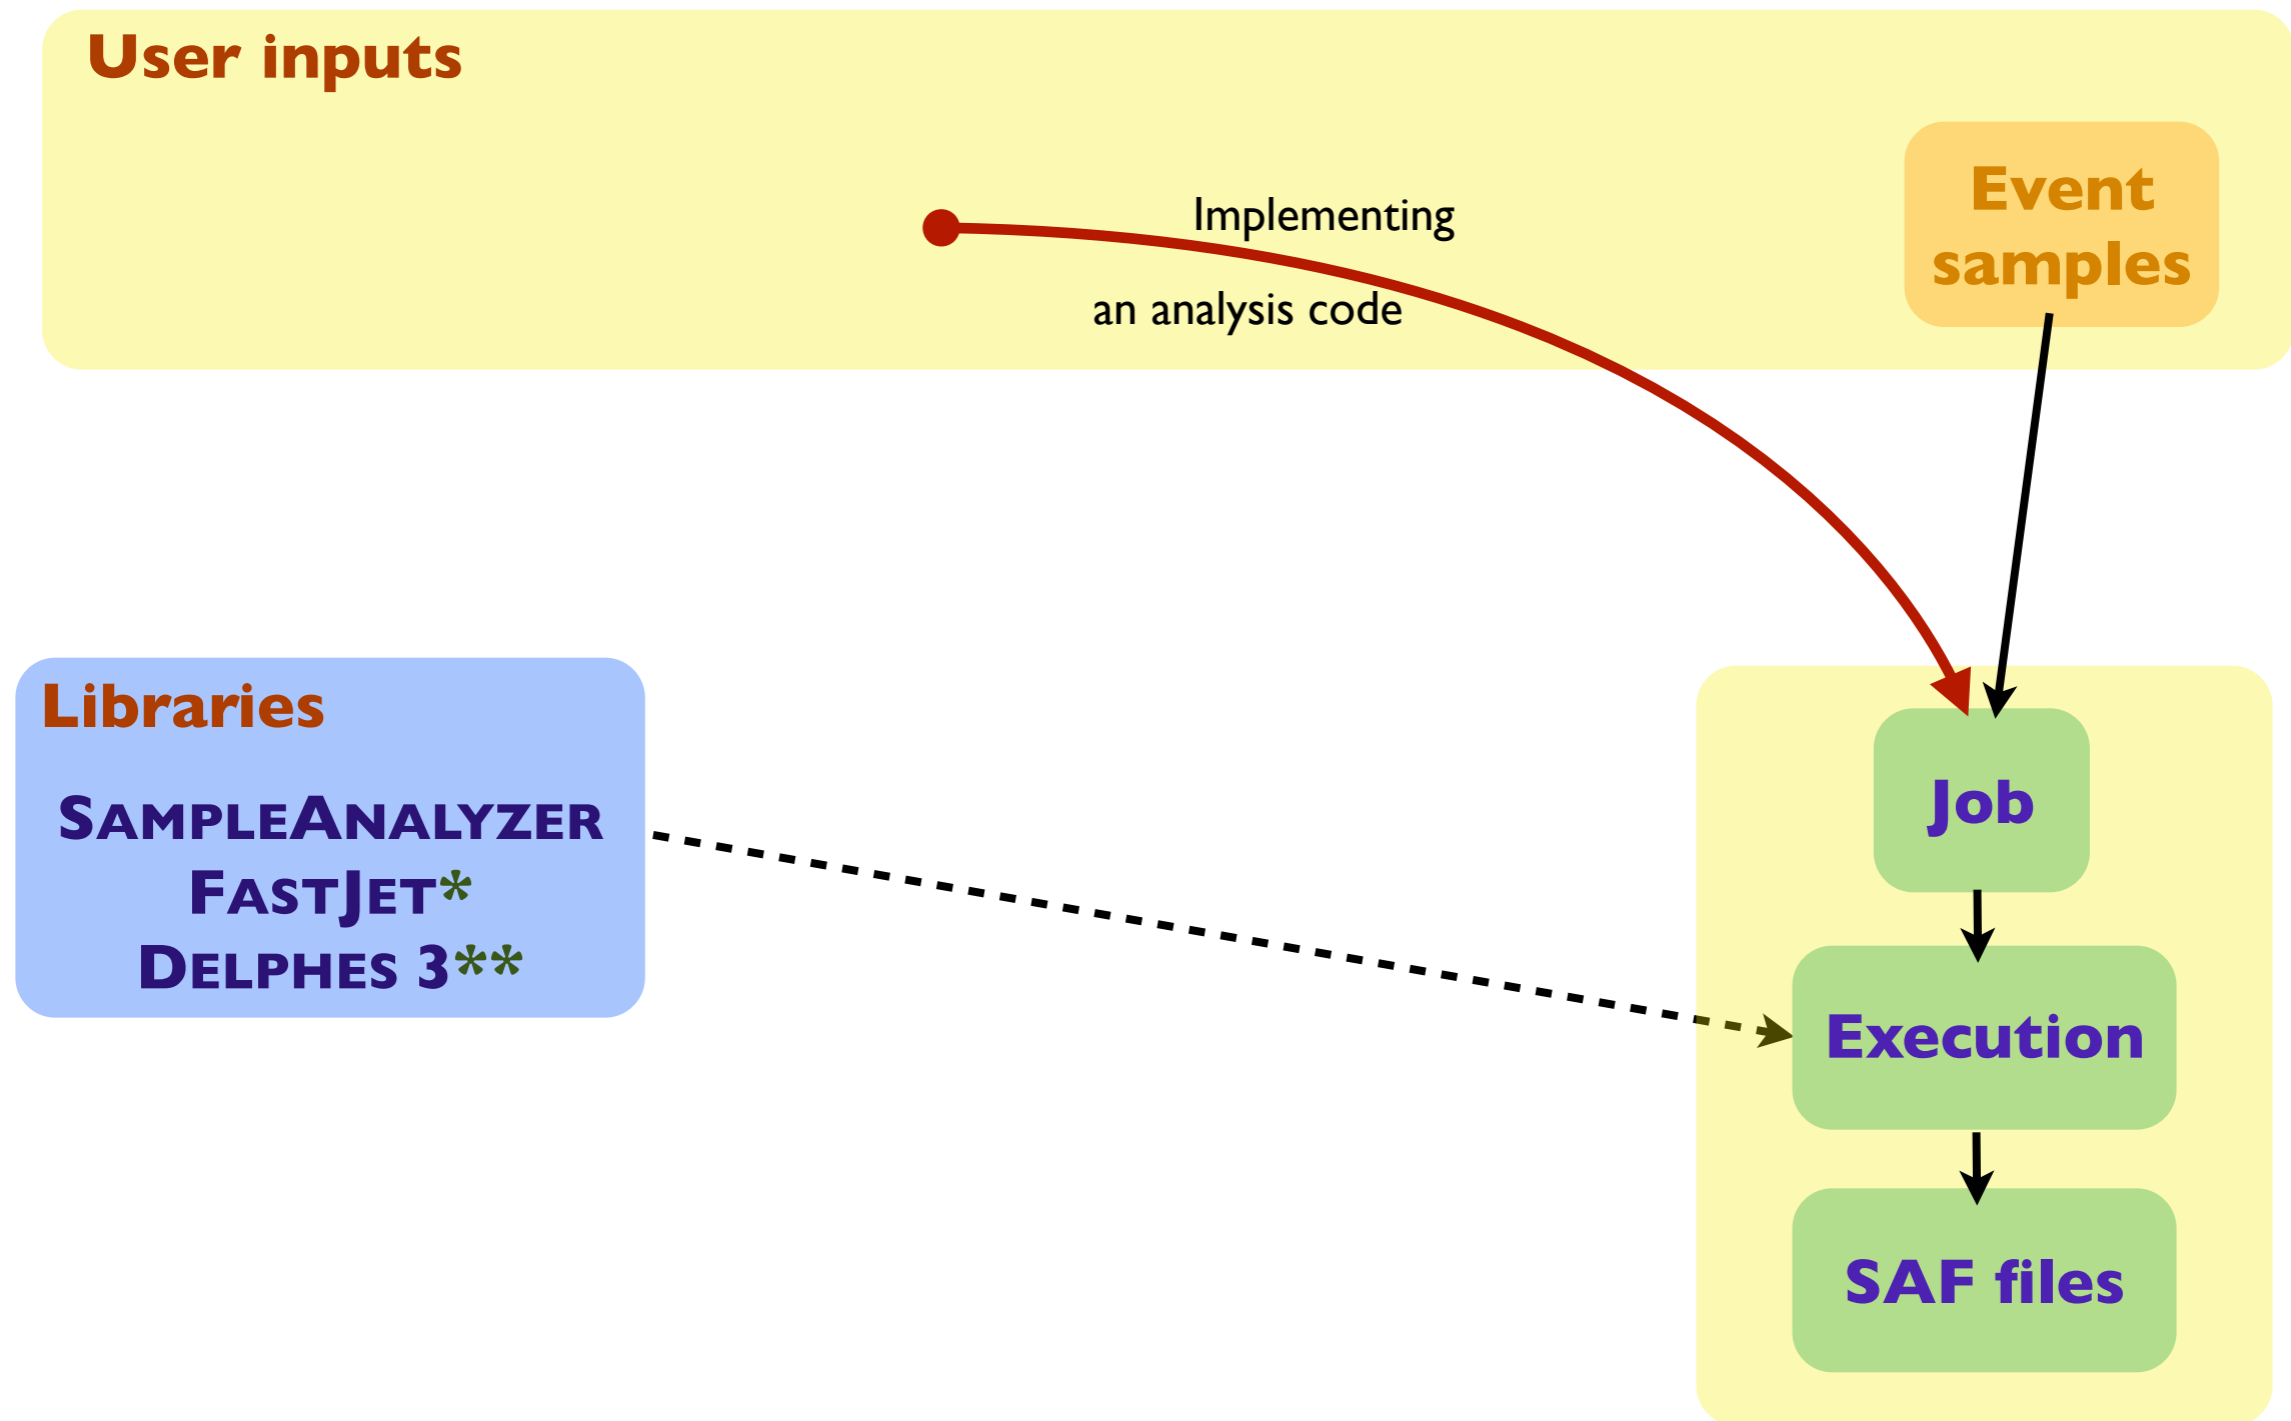 User inputs
Implementing
an analysis code
Event
samples
Libraries
SAMPLEANALYZER
FASTJET*
DELPHES 3**
Job
Execution
SAF files